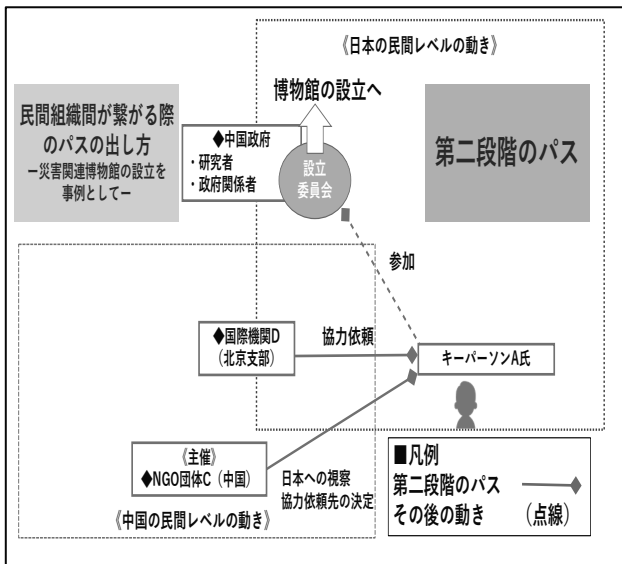 《日本の民間レベルの動き》
博物館の設立へ
民間組織間が繋がる際
のパスの出し方
ー災害関連博物館の設立を
事例としてー
◆中国政府
・研究者
・政府関係者
設立
委員会
第二段階のパス
参加
◆国際機関D
(北京支部)
協力依頼
キーパーソンA氏
《主催》
◆NGO団体C(中国)
日本への視察
協力依頼先の決定
《中国の民間レベルの動き》
■凡例
第二段階のパス
その後の動き (点線)